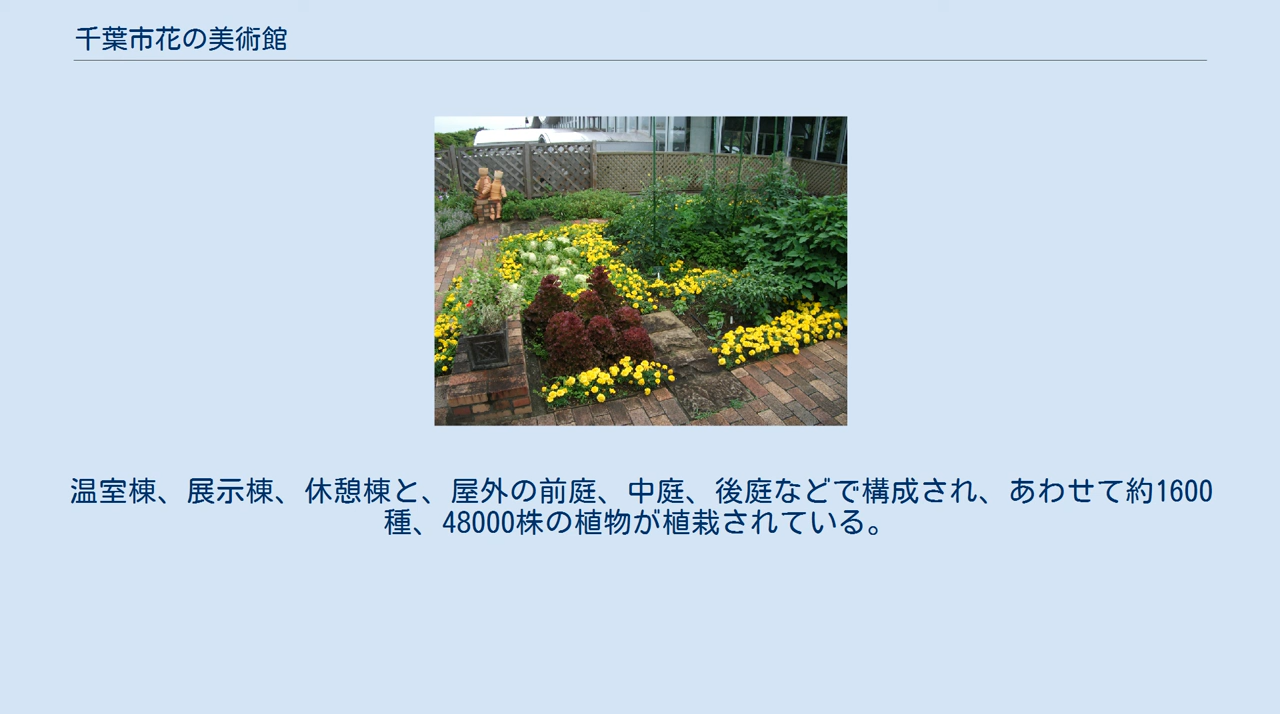 千葉市花の美術館
温室棟、展示棟、休憩棟と、屋外の前庭、中庭、後庭などで構成され、あわせて約1600
種、48000株の植物が植栽されている。